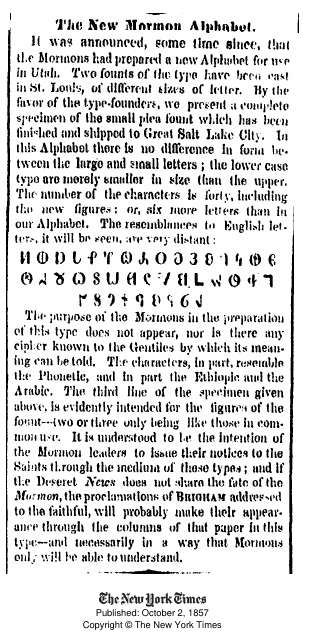 The New Mormon Alphabet.
It was announced, some time since, that
the Mormons had prepared a new Alphabet for use
in Utah. Two founts of the type have been cast
in St. Louis, of different sizes of letter. By the
favor of the type-founders, we present a complete
specimen of the small pica fount which has been
finished and shipped to Great Salt Lake City. In
this Alphabet there is no difference in form be-
tween the large and small letters; the lower case
type are merely smaller in size than the upper.
The number of the characters is forty, including
the new figures: or, six more letters than in
our Alphabet. The resemblances to English let-
ters, it will be seen, are very distant:
The purpose of the Mormons in the preparation
of this type does not appear, nor is there any
cipher known to the Gentiles by which its mean-
ing can be told. The characters, in part, resemble
the Phonetic, and in part the Ethiopic and the
Arabic. The third line of the specimen given
above, is evidently intended for the figures of the
fount—two or three only being like those in com-
mon use. It is understood to be the intention of
the Mormon leaders to issue their notices to the
Saints through the medium of those types; and if
the Deseret News does not share the fate of the
Mormon, the proclamations of BRIGHAM addressed
to the faithful, will probably make their appear-
ance through the columns of that paper in this
type—and necessarily in a way that Mormons
only will be able to understand.
The New York Times
Published: October 2, 1857
Copyright © The New York Times